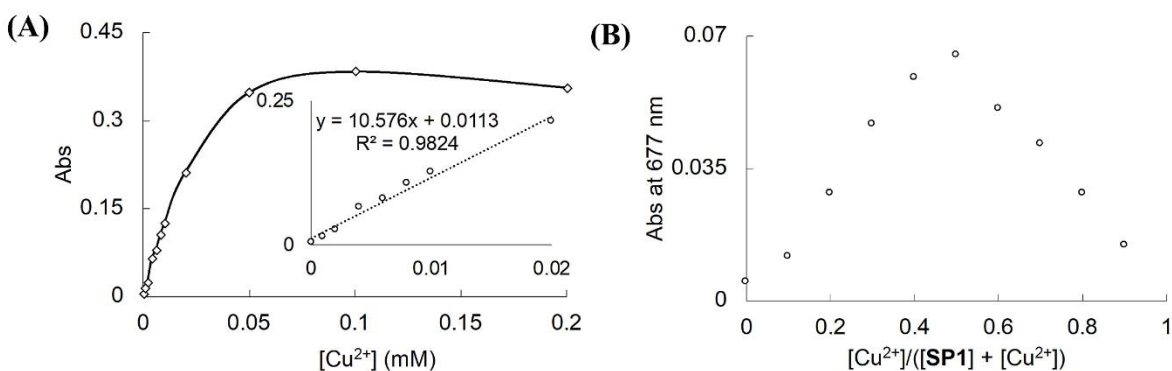 (A)
0.45
0.3
0.15
0
Abs
0.25
0
y = 10.576x + 0.0113
R² = 0.9824
0 0.01 0.02
0 0.05 0.1 0.15 0.2
[Cu²⁺] (mM)
(B)
0.07
0.035
0
Abs at 677 nm
0 0.2 0.4 0.6 0.8 1
[Cu²⁺]/([SP1] + [Cu²⁺])